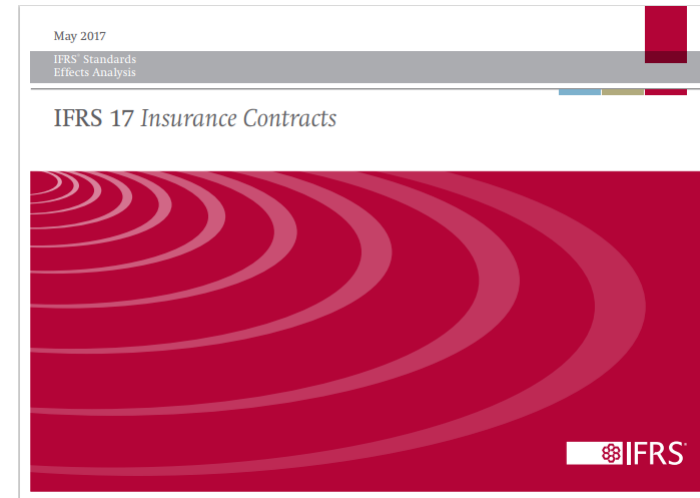 May 2017
IFRS® Standards
Effects Analysis
IFRS 17 Insurance Contracts
IFRS®